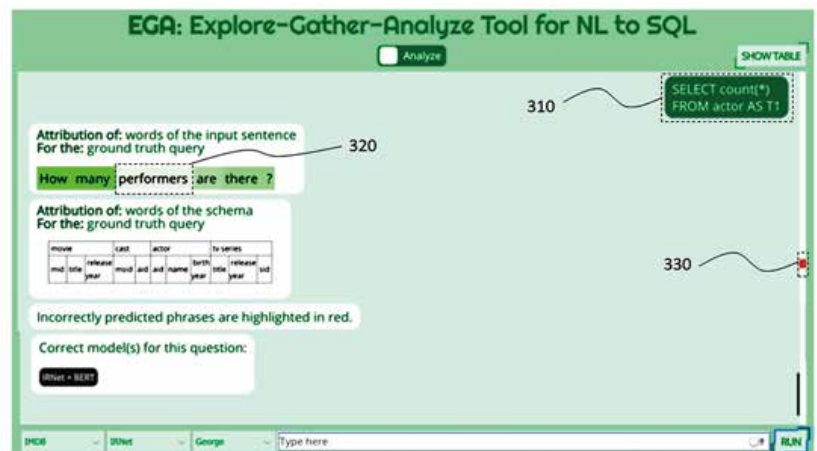 EGA: Explore-Gather-Analyze Tool for NL to SQL
Analyze
SHOW TABLE
SELECT count(*)
FROM actor AS T1
310
Attribution of: words of the input sentence
For the: ground truth query
320
How many performers are there ?
Attribution of: words of the schema
For the: ground truth query
movie cast actor tv series
mid title release year msid aid aid name birth year title release year sid
330
Incorrectly predicted phrases are highlighted in red.
Correct model(s) for this question:
IRNet + BERT
IMDB IRNet George Type here RUN